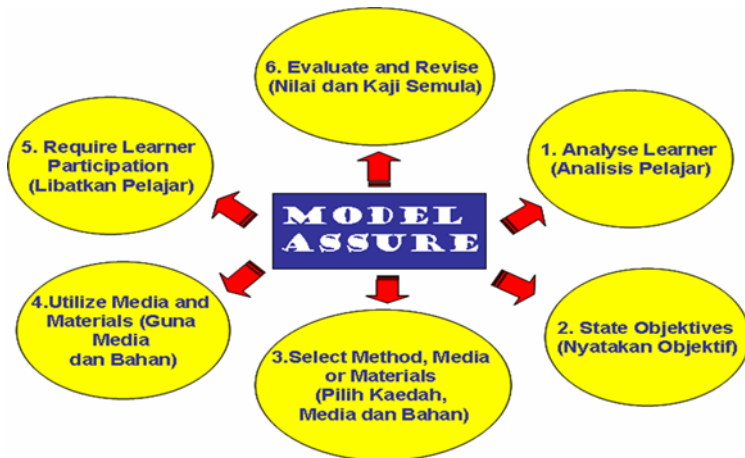 6. Evaluate and Revise
(Nilai dan Kaji Semula)
5. Require Learner
Participation
(Libatkan Pelajar)
1. Analyse Learner
(Analisis Pelajar)
MODEL
ASSURE
4.Utilize Media and
Materials (Guna
Media
dan Bahan)
2. State Objektives
(Nyatakan Objektif)
3.Select Method, Media
or Materials
(Pilih Kaedah,
Media dan Bahan)